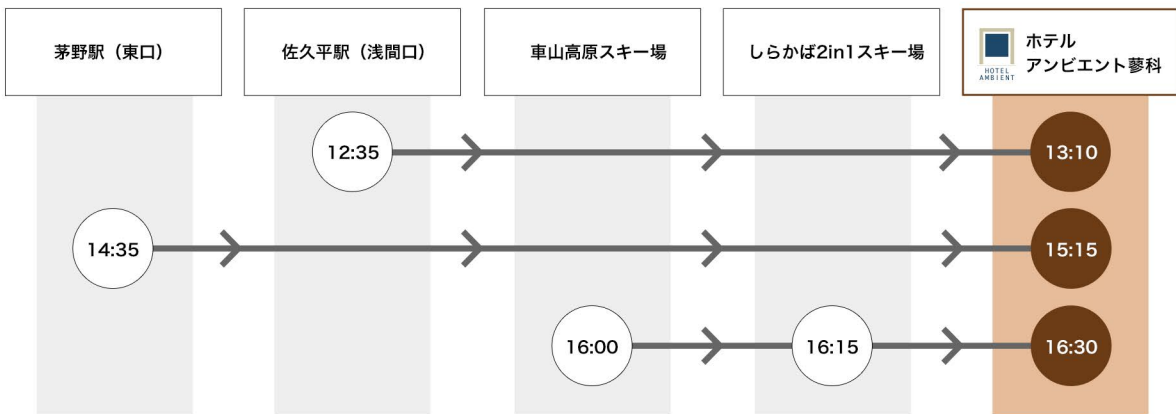 茅野駅（東口）
佐久平駅（浅間口）
車山高原スキー場
しらかば2in1スキー場
HOTEL
AMBIENT
ホテル
アンビエント蓼科
12:35
13:10
14:35
15:15
16:00
16:15
16:30